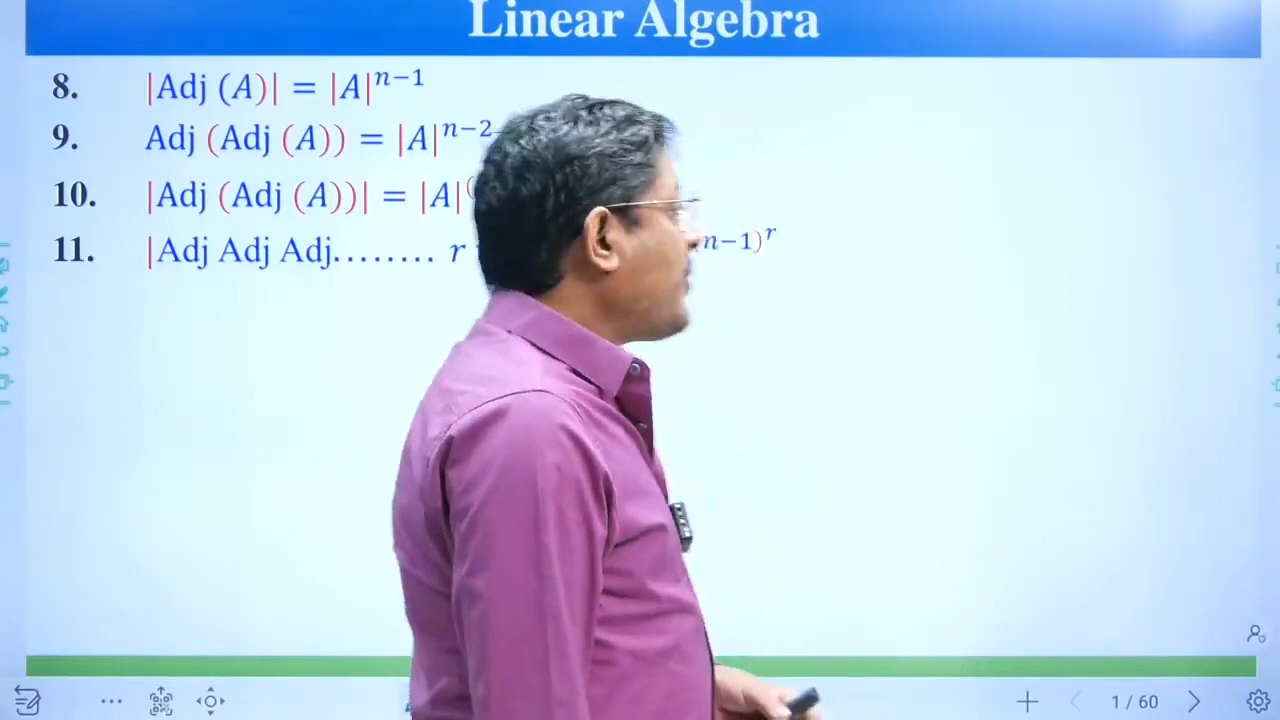 Linear Algebra
8. |Adj (A)| = |A|^{n−1}
9. Adj (Adj (A)) = |A|^{n−2}
10. |Adj (Adj (A))| = |A|^{(
11. |Adj Adj Adj........ r n−1)^r
1 / 60